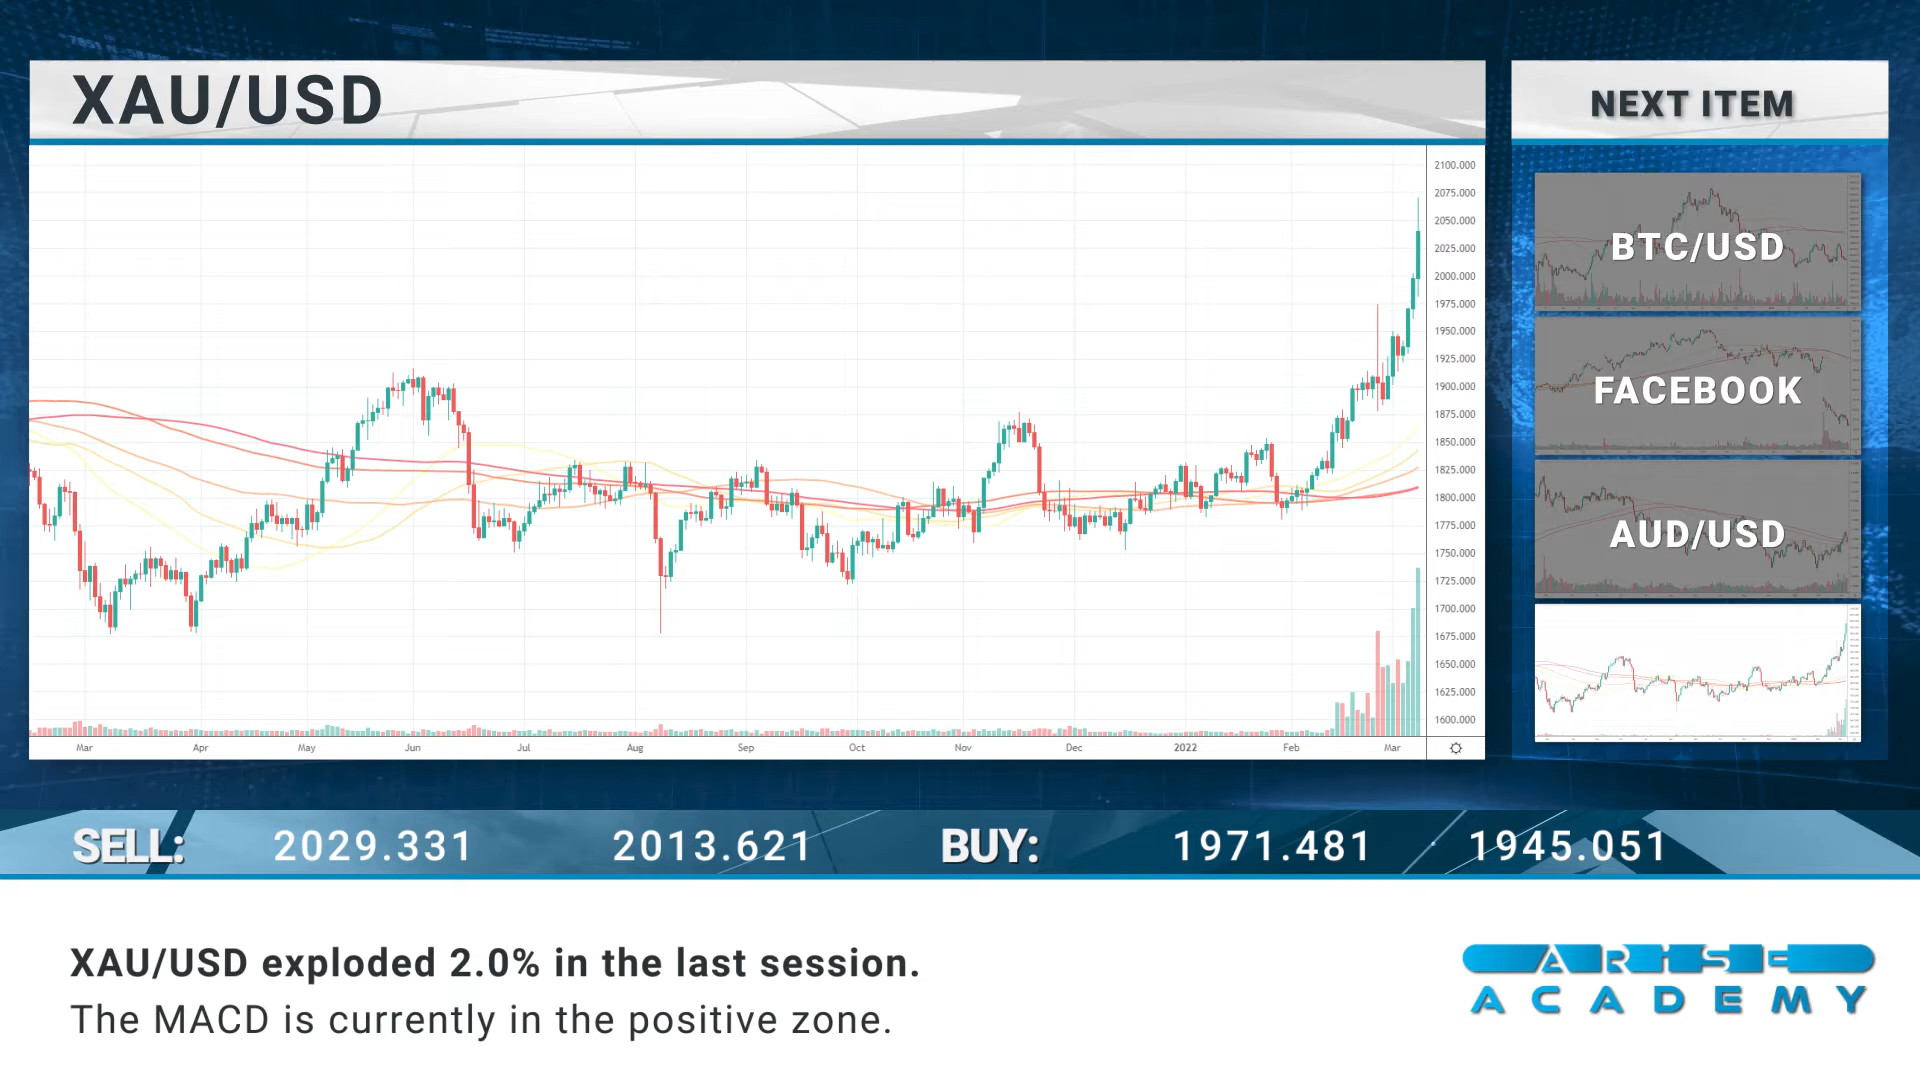 XAU/USD
NEXT ITEM
2100.000
2075.000
2050.000
2025.000
2000.000
1975.000
1950.000
1925.000
1900.000
1875.000
1850.000
1825.000
1800.000
1775.000
1750.000
1725.000
1700.000
1675.000
1650.000
1625.000
1600.000
Mar Apr May Jun Jul Aug Sep Oct Nov Dec 2022 Feb Mar
BTC/USD
FACEBOOK
AUD/USD
SELL: 2029.331 2013.621 BUY: 1971.481 1945.051
XAU/USD exploded 2.0% in the last session.
The MACD is currently in the positive zone.
ARISE
ACADEMY